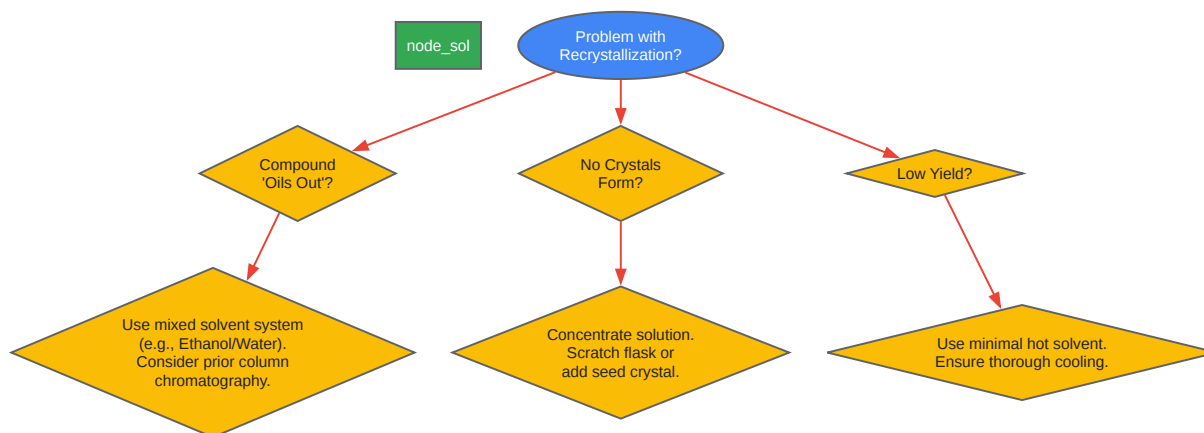 node_sol
Problem with
Recrystallization?
Compound
'Oils Out'?
No Crystals
Form?
Low Yield?
Use mixed solvent system
(e.g., Ethanol/Water).
Consider prior column
chromatography.
Concentrate solution.
Scratch flask or
add seed crystal.
Use minimal hot solvent.
Ensure thorough cooling.